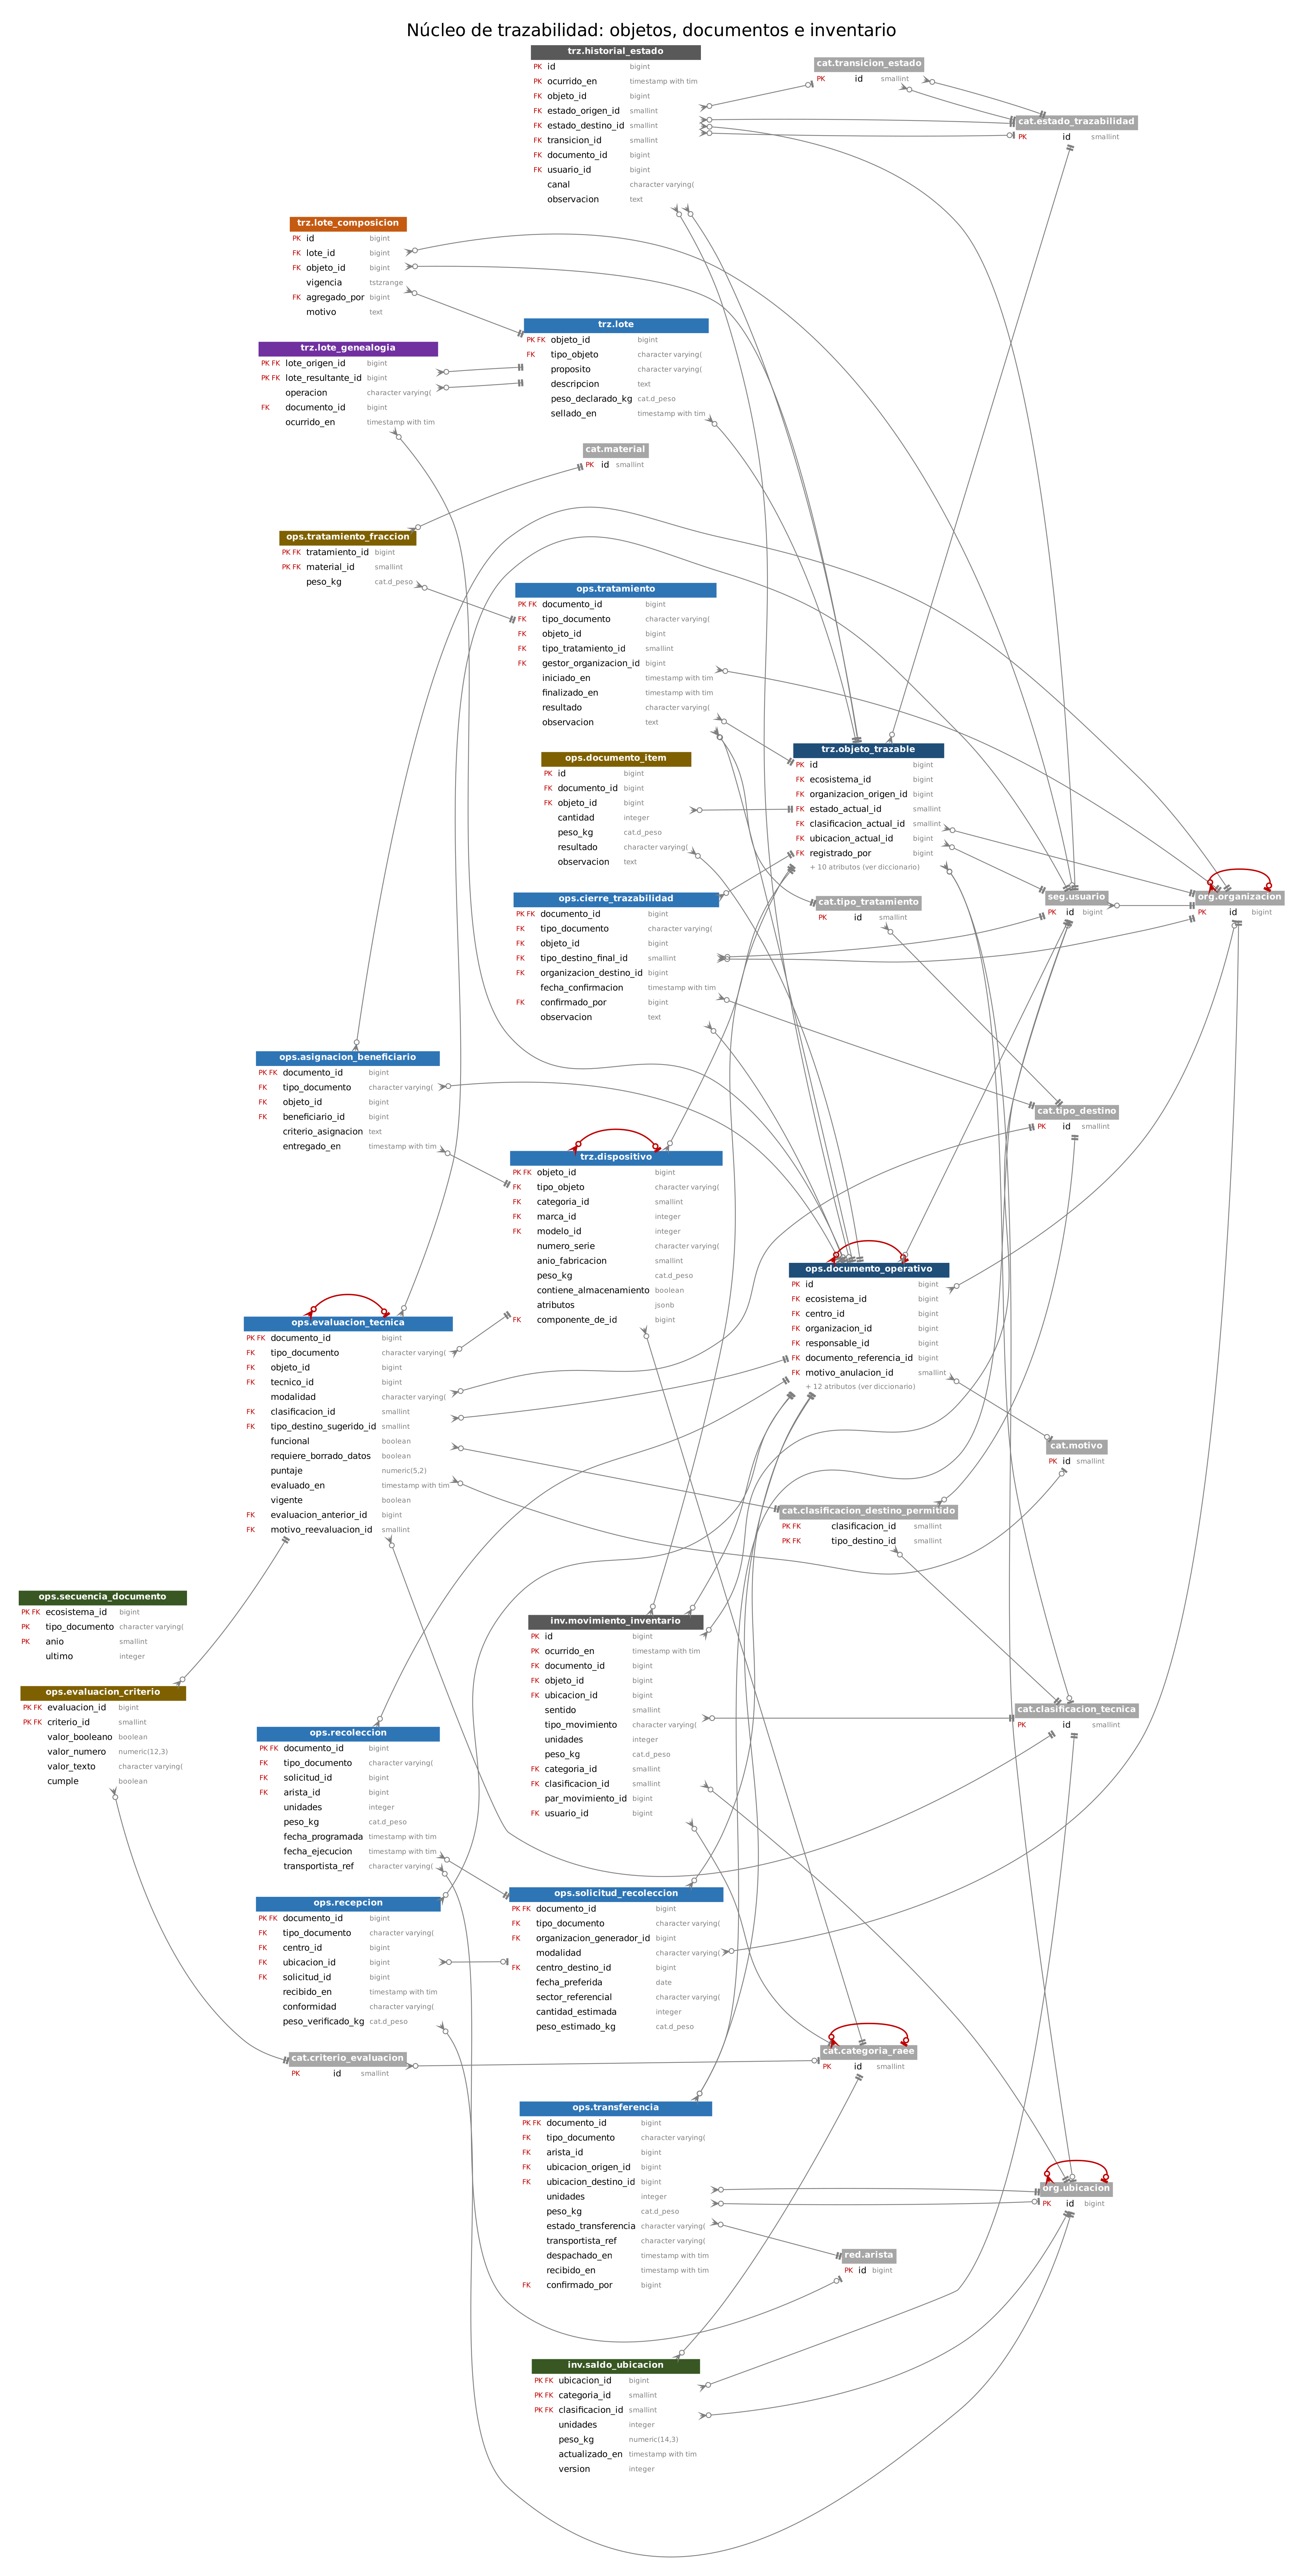 Núcleo de trazabilidad: objetos, documentos e inventario
trz.historial_estado
PK id bigint
PK ocurrido_en timestamp with tim
FK objeto_id bigint
FK estado_origen_id smallint
FK estado_destino_id smallint
FK transicion_id smallint
FK documento_id bigint
FK usuario_id bigint
canal character varying(
observacion text
cat.transicion_estado
PK id smallint
cat.estado_trazabilidad
PK id smallint
trz.lote_composicion
PK id bigint
FK lote_id bigint
FK objeto_id bigint
vigencia tstzrange
FK agregado_por bigint
motivo text
trz.lote
PK FK objeto_id bigint
FK tipo_objeto character varying(
proposito character varying(
descripcion text
peso_declarado_kg cat.d_peso
sellado_en timestamp with tim
trz.lote_genealogia
PK FK lote_origen_id bigint
PK FK lote_resultante_id bigint
operacion character varying(
FK documento_id bigint
ocurrido_en timestamp with tim
cat.material
PK id smallint
ops.tratamiento_fraccion
PK FK tratamiento_id bigint
PK FK material_id smallint
peso_kg cat.d_peso
ops.tratamiento
PK FK documento_id bigint
FK tipo_documento character varying(
FK objeto_id bigint
FK tipo_tratamiento_id smallint
FK gestor_organizacion_id bigint
iniciado_en timestamp with tim
finalizado_en timestamp with tim
resultado character varying(
observacion text
trz.objeto_trazable
PK id bigint
FK ecosistema_id bigint
FK organizacion_origen_id bigint
FK estado_actual_id smallint
FK clasificacion_actual_id smallint
FK ubicacion_actual_id bigint
FK registrado_por bigint
+ 10 atributos (ver diccionario)
ops.documento_item
PK id bigint
FK documento_id bigint
FK objeto_id bigint
cantidad integer
peso_kg cat.d_peso
resultado character varying(
observacion text
ops.cierre_trazabilidad
PK FK documento_id bigint
FK tipo_documento character varying(
FK objeto_id bigint
FK tipo_destino_final_id smallint
FK organizacion_destino_id bigint
fecha_confirmacion timestamp with tim
FK confirmado_por bigint
observacion text
cat.tipo_tratamiento
PK id smallint
seg.usuario
PK id bigint
org.organizacion
PK id bigint
ops.asignacion_beneficiario
PK FK documento_id bigint
FK tipo_documento character varying(
FK objeto_id bigint
FK beneficiario_id bigint
criterio_asignacion text
entregado_en timestamp with tim
cat.tipo_destino
PK id smallint
trz.dispositivo
PK FK objeto_id bigint
FK tipo_objeto character varying(
FK categoria_id smallint
FK marca_id integer
FK modelo_id integer
numero_serie character varying(
anio_fabricacion smallint
peso_kg cat.d_peso
contiene_almacenamiento boolean
atributos jsonb
FK componente_de_id bigint
ops.documento_operativo
PK id bigint
FK ecosistema_id bigint
FK centro_id bigint
FK organizacion_id bigint
FK responsable_id bigint
FK documento_referencia_id bigint
FK motivo_anulacion_id smallint
+ 12 atributos (ver diccionario)
ops.evaluacion_tecnica
PK FK documento_id bigint
FK tipo_documento character varying(
FK objeto_id bigint
FK tecnico_id bigint
modalidad character varying(
FK clasificacion_id smallint
FK tipo_destino_sugerido_id smallint
funcional boolean
requiere_borrado_datos boolean
puntaje numeric(5,2)
evaluado_en timestamp with tim
vigente boolean
FK evaluacion_anterior_id bigint
FK motivo_reevaluacion_id smallint
cat.motivo
PK id smallint
cat.clasificacion_destino_permitido
PK FK clasificacion_id smallint
PK FK tipo_destino_id smallint
ops.secuencia_documento
PK FK ecosistema_id bigint
PK tipo_documento character varying(
PK anio smallint
ultimo integer
inv.movimiento_inventario
PK id bigint
PK ocurrido_en timestamp with tim
FK documento_id bigint
FK objeto_id bigint
FK ubicacion_id bigint
sentido smallint
tipo_movimiento character varying(
unidades integer
peso_kg cat.d_peso
FK categoria_id smallint
FK clasificacion_id smallint
par_movimiento_id bigint
FK usuario_id bigint
ops.evaluacion_criterio
PK FK evaluacion_id bigint
PK FK criterio_id smallint
valor_booleano boolean
valor_numero numeric(12,3)
valor_texto character varying(
cumple boolean
cat.clasificacion_tecnica
PK id smallint
ops.recoleccion
PK FK documento_id bigint
FK tipo_documento character varying(
FK solicitud_id bigint
FK arista_id bigint
unidades integer
peso_kg cat.d_peso
fecha_programada timestamp with tim
fecha_ejecucion timestamp with tim
transportista_ref character varying(
ops.solicitud_recoleccion
PK FK documento_id bigint
FK tipo_documento character varying(
FK organizacion_generador_id bigint
modalidad character varying(
FK centro_destino_id bigint
fecha_preferida date
sector_referencial character varying(
cantidad_estimada integer
peso_estimado_kg cat.d_peso
ops.recepcion
PK FK documento_id bigint
FK tipo_documento character varying(
FK centro_id bigint
FK ubicacion_id bigint
FK solicitud_id bigint
recibido_en timestamp with tim
conformidad character varying(
peso_verificado_kg cat.d_peso
cat.criterio_evaluacion
PK id smallint
cat.categoria_raee
PK id smallint
ops.transferencia
PK FK documento_id bigint
FK tipo_documento character varying(
FK arista_id bigint
FK ubicacion_origen_id bigint
FK ubicacion_destino_id bigint
unidades integer
peso_kg cat.d_peso
estado_transferencia character varying(
transportista_ref character varying(
despachado_en timestamp with tim
recibido_en timestamp with tim
FK confirmado_por bigint
org.ubicacion
PK id bigint
red.arista
PK id bigint
inv.saldo_ubicacion
PK FK ubicacion_id bigint
PK FK categoria_id smallint
PK FK clasificacion_id smallint
unidades integer
peso_kg numeric(14,3)
actualizado_en timestamp with tim
version integer